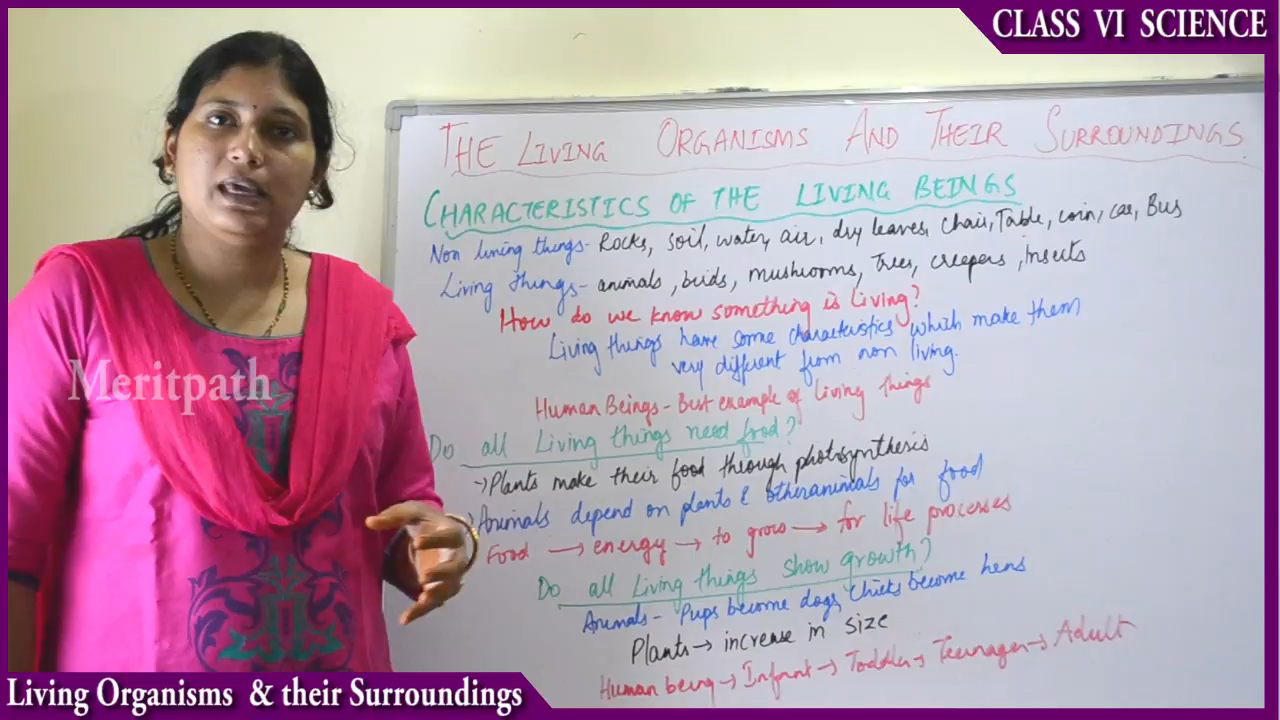 CLASS VI SCIENCE
THE LIVING ORGANISMS AND THEIR SURROUNDINGS
CHARACTERISTICS OF THE LIVING BEINGS
Non lining things- Rocks, soil, water, air, dry leaves, chair, Table, coin, car, Bus
Living things- animals, birds, mushrooms, Trees, creepers, insects
How do we know something is living?
Living things have some characteristics which make them
very different from non living.
Human Beings- But example of living things
Do all Living things need food?
→ Plants make their food through photosynthesis
Animals depend on plants & other animals for food
Food → energy → to grow → for life processes
Do all Living things show growth?
Animals- Pups become dogs, Chicks become hens
Plants → increase in size
Human being → Infant → Toddler → Teenager → Adult
Meritpath
Living Organisms & their Surroundings